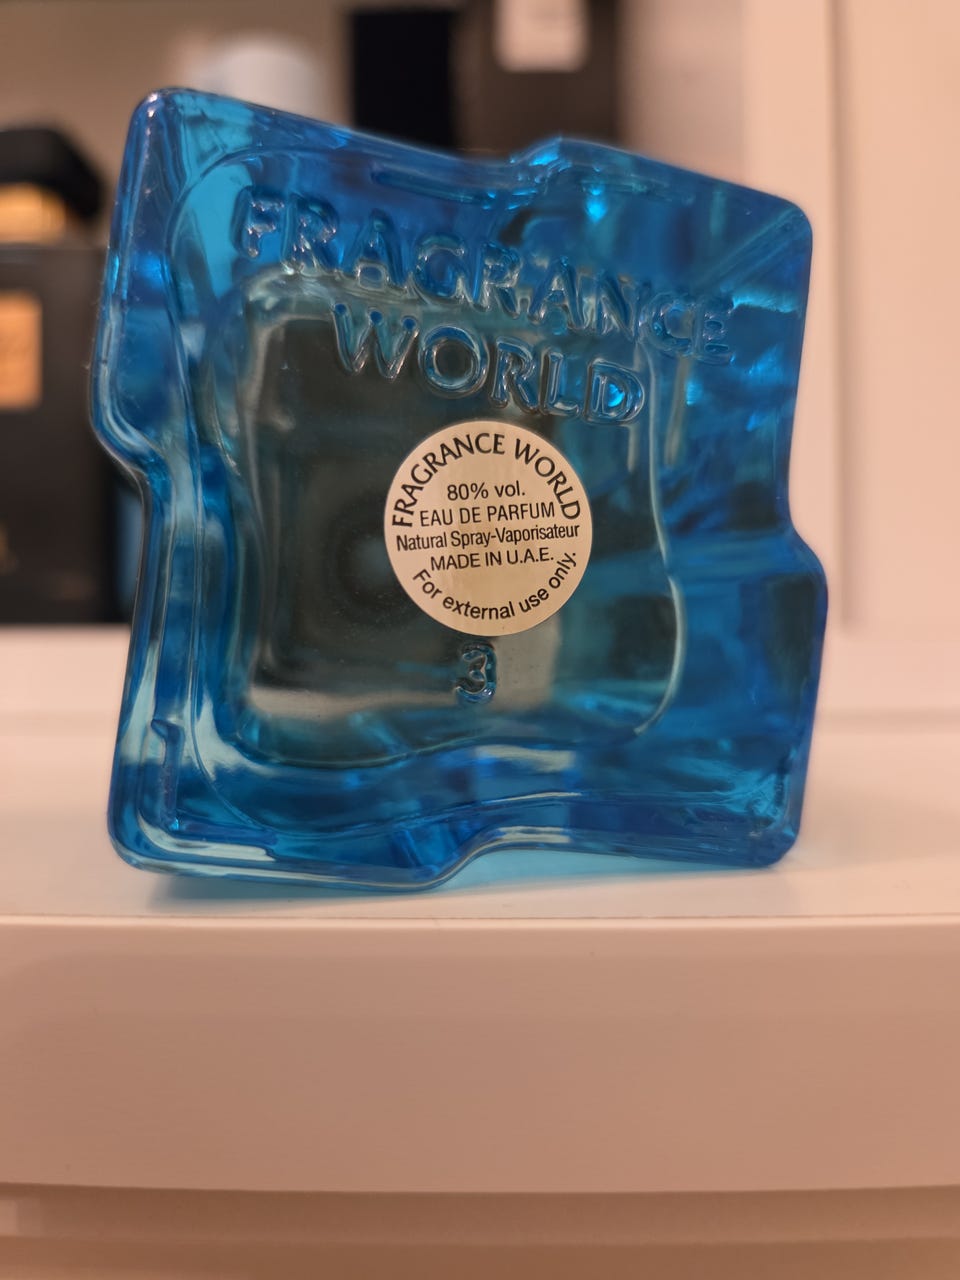 FRAGRANCE
WORLD
FRAGRANCE WORLD
80% vol.
EAU DE PARFUM
Natural Spray-Vaporisateur
MADE IN U.A.E.
For external use only.
3